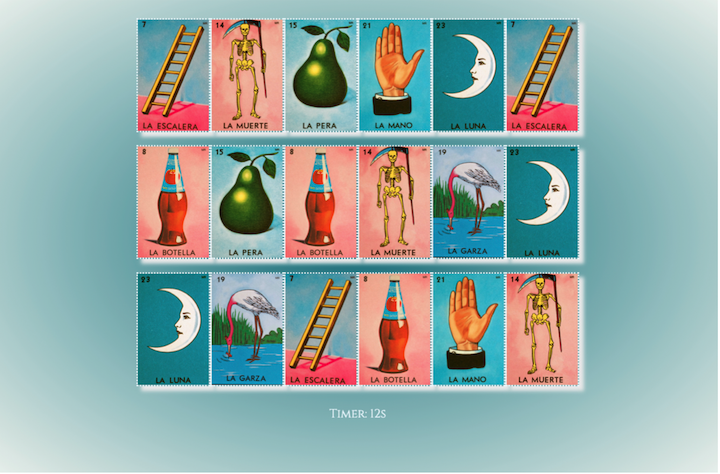 7 14 15 21 23 7
LA ESCALERA LA MUERTE LA PERA LA MANO LA LUNA LA ESCALERA
8 15 8 14 19 23
LA BOTELLA LA PERA LA BOTELLA LA MUERTE LA GARZA LA LUNA
23 19 7 8 21 14
LA LUNA LA GARZA LA ESCALERA LA BOTELLA LA MANO LA MUERTE
Timer: 12s